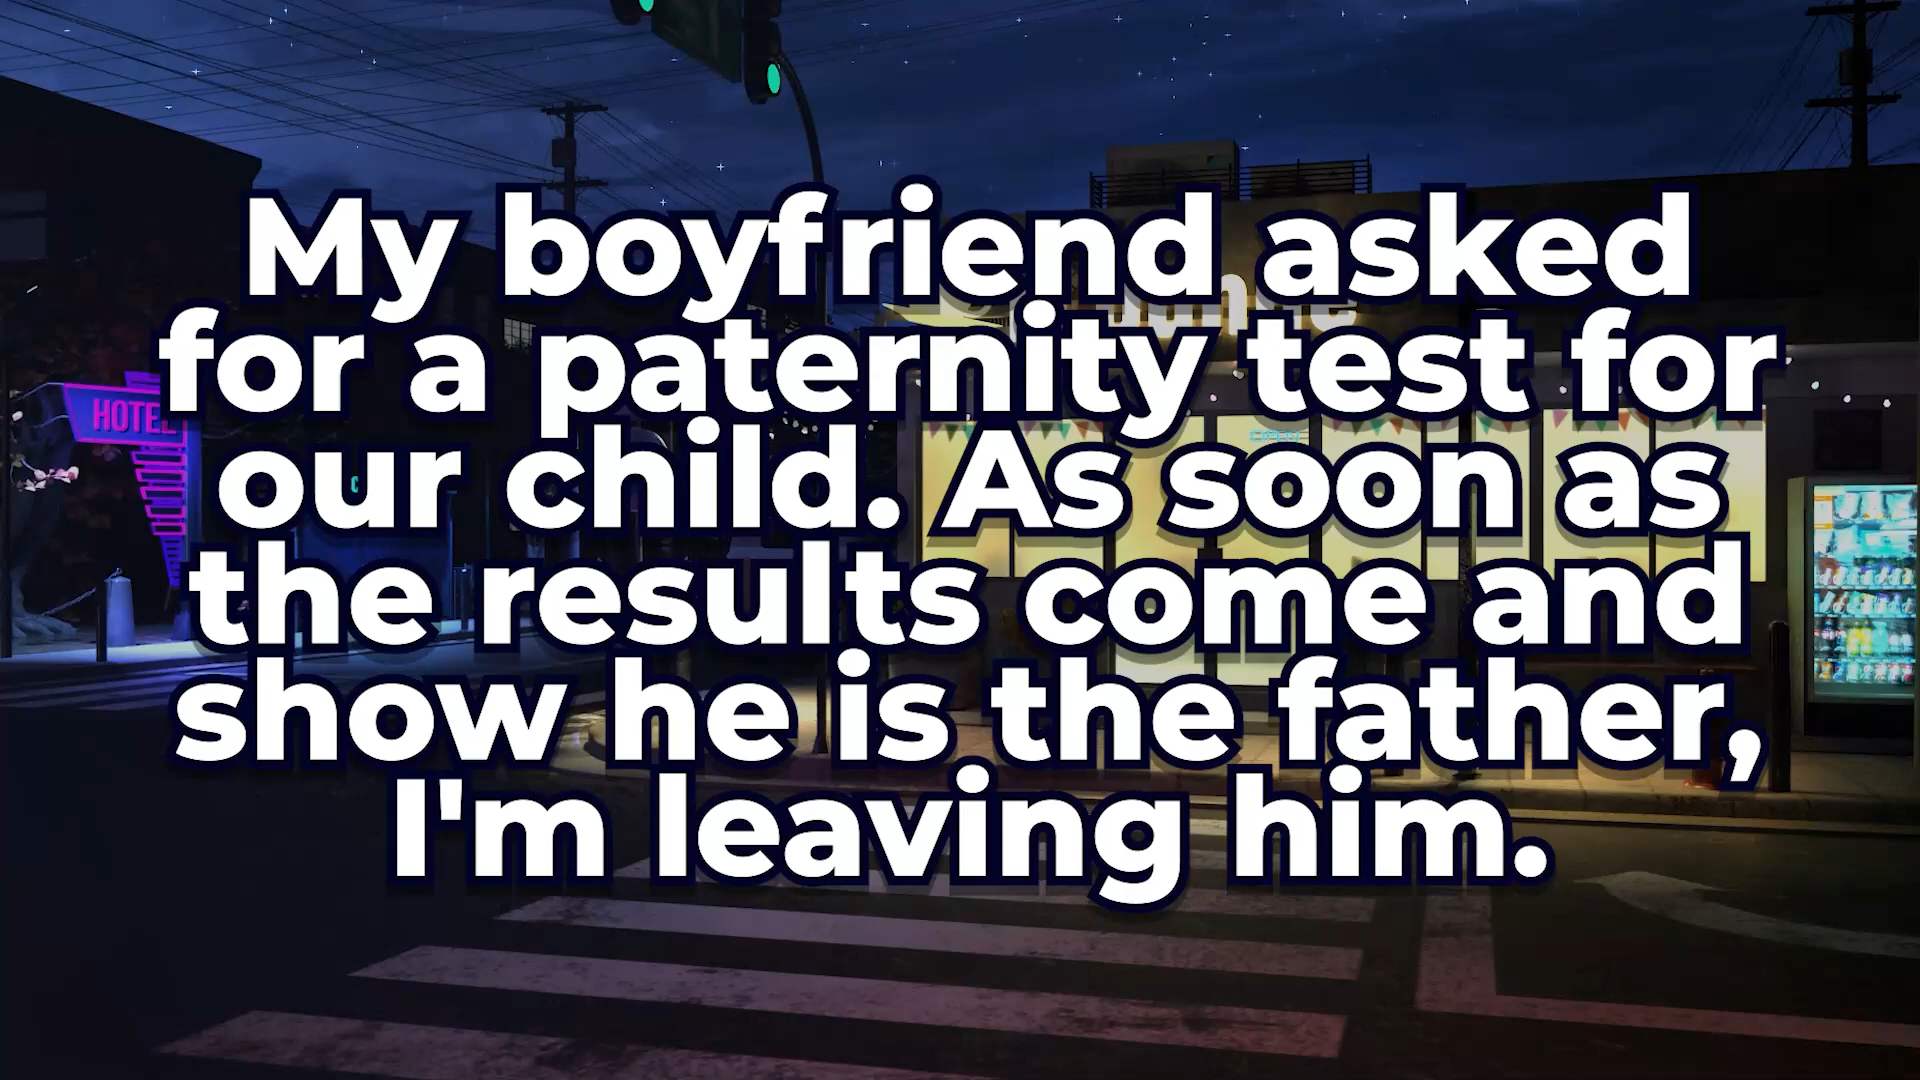 My boyfriend asked
for a paternity test for
our child. As soon as
the results come and
show he is the father,
I'm leaving him.
HOTEL
OPEN